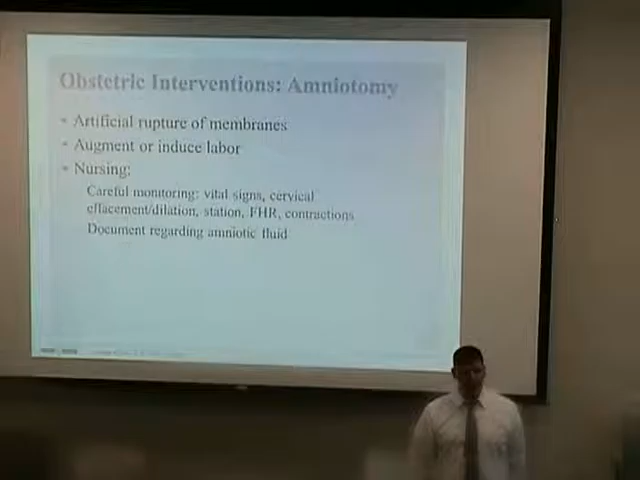 Obstetric Interventions: Amniotomy
Artificial rupture of membranes
Augment or induce labor
Nursing:
Careful monitoring: vital signs, cervical
effacement/dilation, station, FHR, contractions
Document regarding amniotic fluid